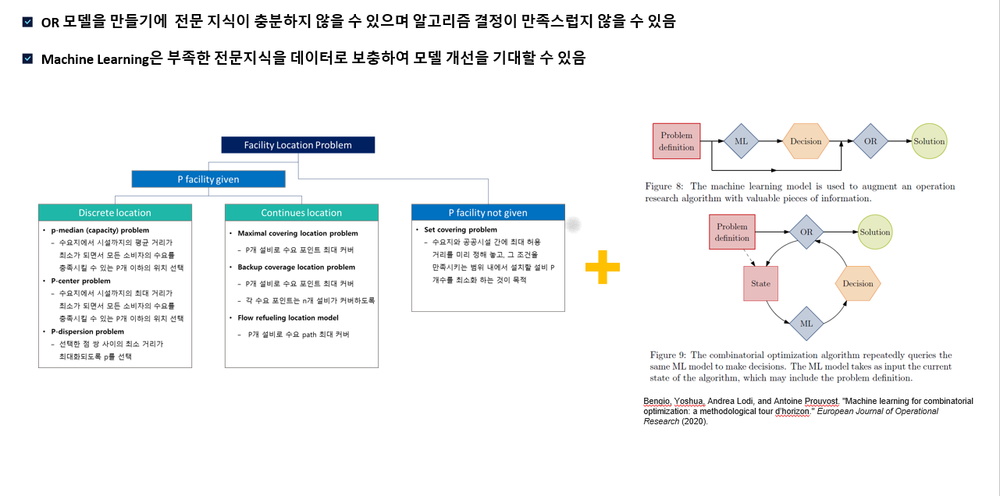 OR 모델을 만들기에 전문 지식이 충분하지 않을 수 있으며 알고리즘 결정이 만족스럽지 않을 수 있음
Machine Learning은 부족한 전문지식을 데이터로 보충하여 모델 개선을 기대할 수 있음
Facility Location Problem
P facility given
Discrete location
• p-median (capacity) problem
– 수요지에서 시설까지의 평균 거리가
최소가 되면서 모든 소비자의 수요를
충족시킬 수 있는 P개 이하의 위치 선택
• P-center problem
– 수요지에서 시설까지의 최대 거리가
최소가 되면서 모든 소비자의 수요를
충족시킬 수 있는 P개 이하의 위치 선택
• P-dispersion problem
– 선택한 점 쌍 사이의 최소 거리가
최대화되도록 p를 선택
Continues location
• Maximal covering location problem
– P개 설비로 수요 포인트 최대 커버
• Backup coverage location problem
– P개 설비로 수요 포인트 최대 커버
– 각 수요 포인트는 n개 설비가 커버하도록
• Flow refueling location model
– P개 설비로 수요 path 최대 커버
P facility not given
• Set covering problem
– 수요지와 공공시설 간에 최대 허용
거리를 미리 정해 놓고, 그 조건을
만족시키는 범위 내에서 설치할 설비 P
개수를 최소화 하는 것이 목적
Problem
definition
ML
Decision
OR
Solution
Figure 8: The machine learning model is used to augment an operation
research algorithm with valuable pieces of information.
Problem
definition
OR
Solution
State
Decision
ML
Figure 9: The combinatorial optimization algorithm repeatedly queries the
same ML model to make decisions. The ML model takes as input the current
state of the algorithm, which may include the problem definition.
Bengio, Yoshua, Andrea Lodi, and Antoine Prouvost. "Machine learning for combinatorial
optimization: a methodological tour d'horizon." European Journal of Operational
Research (2020).